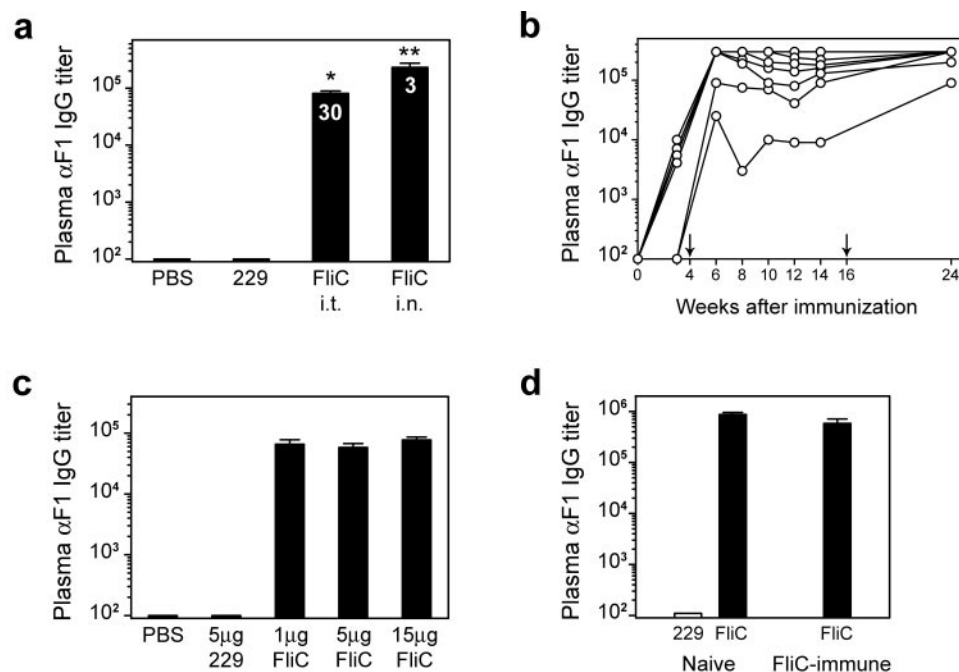 a
Plasma αF1 IgG titer
10⁵
10⁴
10³
10²
*
**
30
3
PBS
229
FliC
i.t.
FliC
i.n.
b
Plasma αF1 IgG titer
10⁵
10⁴
10³
10²
0 2 4 6 8 10 12 14 16 24
Weeks after immunization
c
Plasma αF1 IgG titer
10⁵
10⁴
10³
10²
PBS
5μg
229
1μg
FliC
5μg
FliC
15μg
FliC
d
Plasma αF1 IgG titer
10⁶
10⁵
10⁴
10³
10²
229 FliC
FliC
Naive
FliC-immune